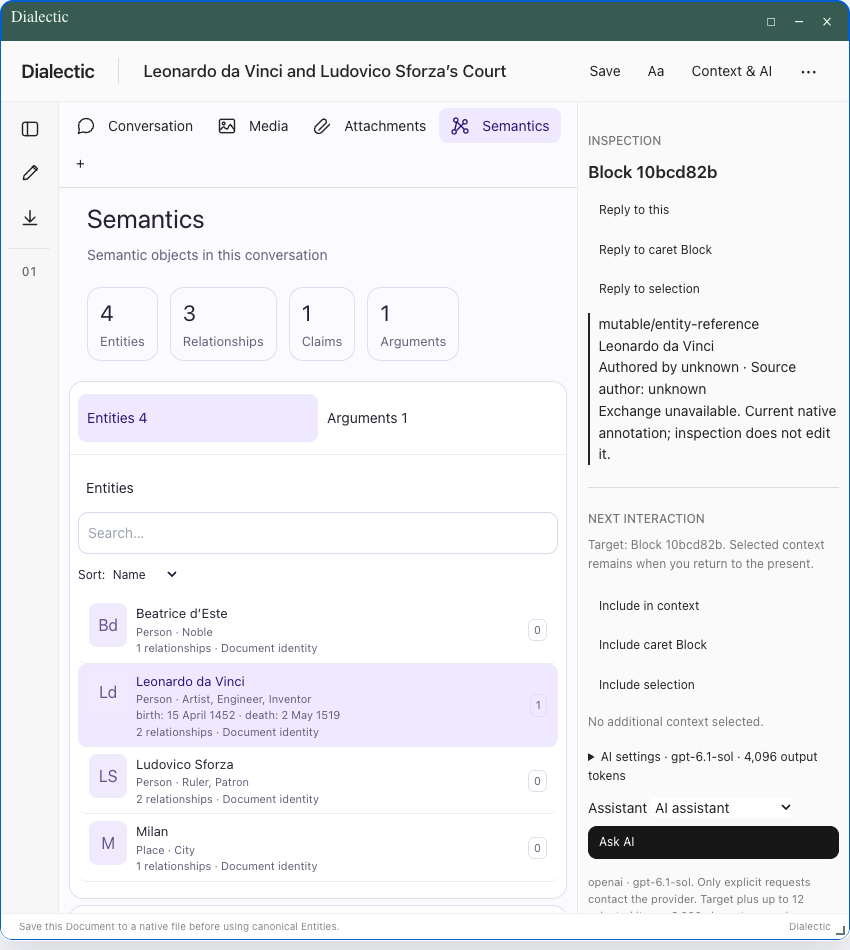 Dialectic
Dialectic
Leonardo da Vinci and Ludovico Sforza’s Court
Save
Aa
Context & AI
Conversation
Media
Attachments
Semantics
+
01
Semantics
Semantic objects in this conversation
4
Entities
3
Relationships
1
Claims
1
Arguments
Entities 4
Arguments 1
Entities
Search...
Sort: Name
Bd
Beatrice d’Este
Person · Noble
1 relationships · Document identity
0
Ld
Leonardo da Vinci
Person · Artist, Engineer, Inventor
birth: 15 April 1452 · death: 2 May 1519
2 relationships · Document identity
1
LS
Ludovico Sforza
Person · Ruler, Patron
2 relationships · Document identity
0
M
Milan
Place · City
1 relationships · Document identity
0
INSPECTION
Block 10bcd82b
Reply to this
Reply to caret Block
Reply to selection
mutable/entity-reference
Leonardo da Vinci
Authored by unknown · Source
author: unknown
Exchange unavailable. Current native
annotation; inspection does not edit
it.
NEXT INTERACTION
Target: Block 10bcd82b. Selected context
remains when you return to the present.
Include in context
Include caret Block
Include selection
No additional context selected.
AI settings · gpt-6.1-sol · 4,096 output
tokens
Assistant AI assistant
Ask AI
openai · gpt-6.1-sol. Only explicit requests
contact the provider. Target plus up to 12
Save this Document to a native file before using canonical Entities.
Dialectic